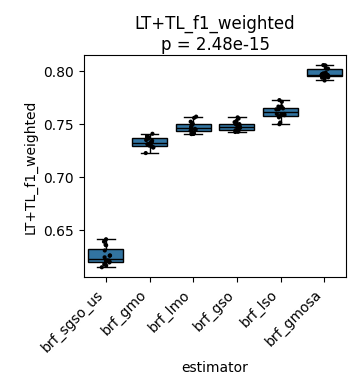 LT+TL_f1_weighted
p = 2.48e-15
LT+TL_f1_weighted
0.80
0.75
0.70
0.65
brf_sgso_us
brf_gmo
brf_lmo
brf_gso
brf_lso
brf_gmosa
estimator